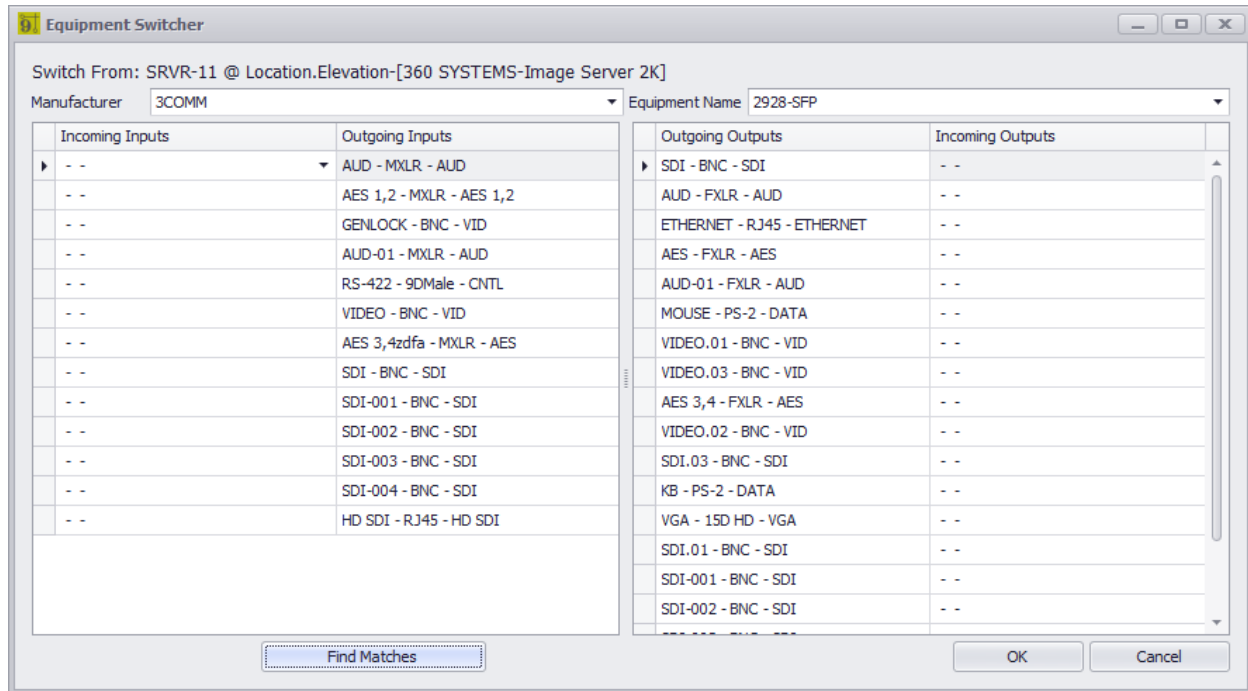 Equipment Switcher
Switch From: SRVR-11 @ Location.Elevation-[360 SYSTEMS-Image Server 2K]
Manufacturer 3COMM Equipment Name 2928-SFP
Incoming Inputs Outgoing Inputs Outgoing Outputs Incoming Outputs
- - AUD - MXLR - AUD SDI - BNC - SDI - -
- - AES 1,2 - MXLR - AES 1,2 AUD - FXLR - AUD - -
- - GENLOCK - BNC - VID ETHERNET - RJ45 - ETHERNET - -
- - AUD-01 - MXLR - AUD AES - FXLR - AES - -
- - RS-422 - 9DMale - CNTL AUD-01 - FXLR - AUD - -
- - VIDEO - BNC - VID MOUSE - PS-2 - DATA - -
- - AES 3,4zdfa - MXLR - AES VIDEO.01 - BNC - VID - -
- - SDI - BNC - SDI VIDEO.03 - BNC - VID - -
- - SDI-001 - BNC - SDI AES 3,4 - FXLR - AES - -
- - SDI-002 - BNC - SDI VIDEO.02 - BNC - VID - -
- - SDI-003 - BNC - SDI SDI.03 - BNC - SDI - -
- - SDI-004 - BNC - SDI KB - PS-2 - DATA - -
- - HD SDI - RJ45 - HD SDI VGA - 15D HD - VGA - -
SDI.01 - BNC - SDI - -
SDI-001 - BNC - SDI - -
SDI-002 - BNC - SDI - -
Find Matches OK Cancel